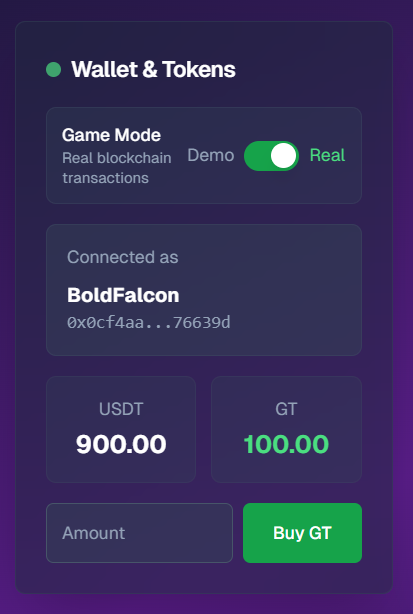 Wallet & Tokens
Game Mode
Real blockchain
transactions
Demo
Real
Connected as
BoldFalcon
0x0cf4aa...76639d
USDT
GT
900.00
100.00
Amount
Buy GT